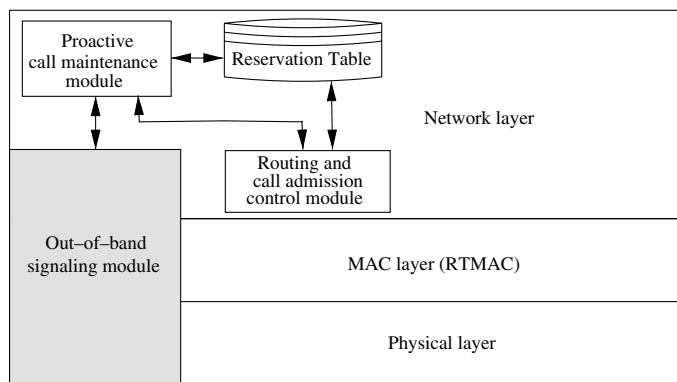 Proactive
call maintenance
module
Reservation Table
Network layer
Routing and
call admission
control module
Out–of–band
signaling module
MAC layer (RTMAC)
Physical layer